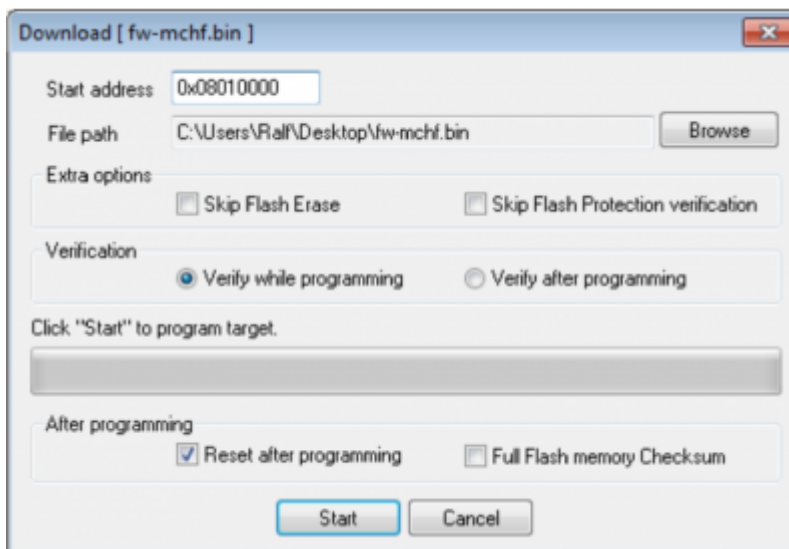 Download [ fw-mchf.bin ]
Start address 0x08010000
File path C:\Users\Ralf\Desktop\fw-mchf.bin Browse
Extra options
Skip Flash Erase Skip Flash Protection verification
Verification
Verify while programming Verify after programming
Click "Start" to program target.
After programming
Reset after programming Full Flash memory Checksum
Start Cancel